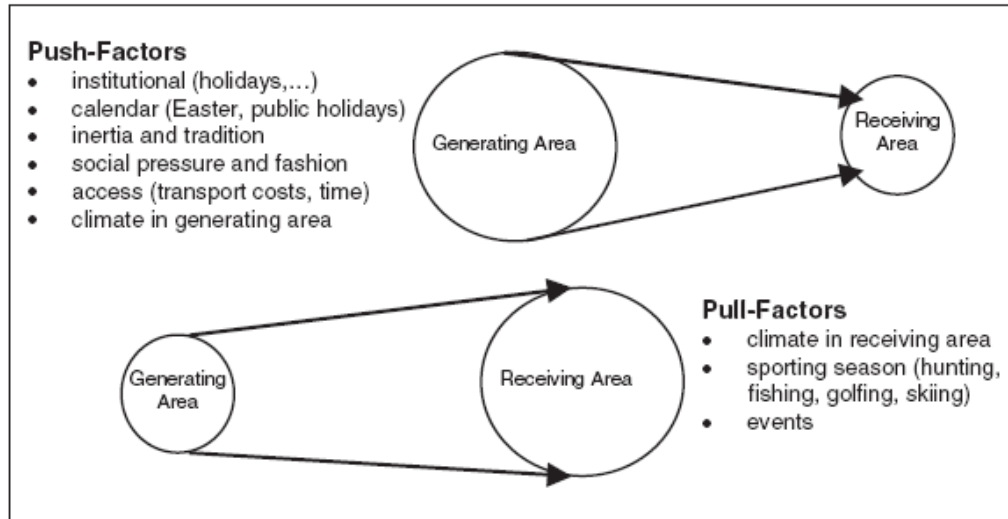 Push-Factors
• institutional (holidays,...)
• calendar (Easter, public holidays)
• inertia and tradition
• social pressure and fashion
• access (transport costs, time)
• climate in generating area
Generating Area
Receiving
Area
Generating
Area
Receiving Area
Pull-Factors
• climate in receiving area
• sporting season (hunting,
fishing, golfing, skiing)
• events